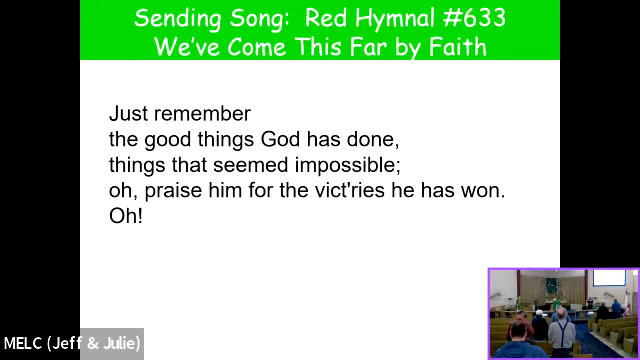 Sending Song:  Red Hymnal #633
We've Come This Far by Faith
Just remember
the good things God has done,
things that seemed impossible;
oh, praise him for the vict'ries he has won.
Oh!
MELC (Jeff & Julie)